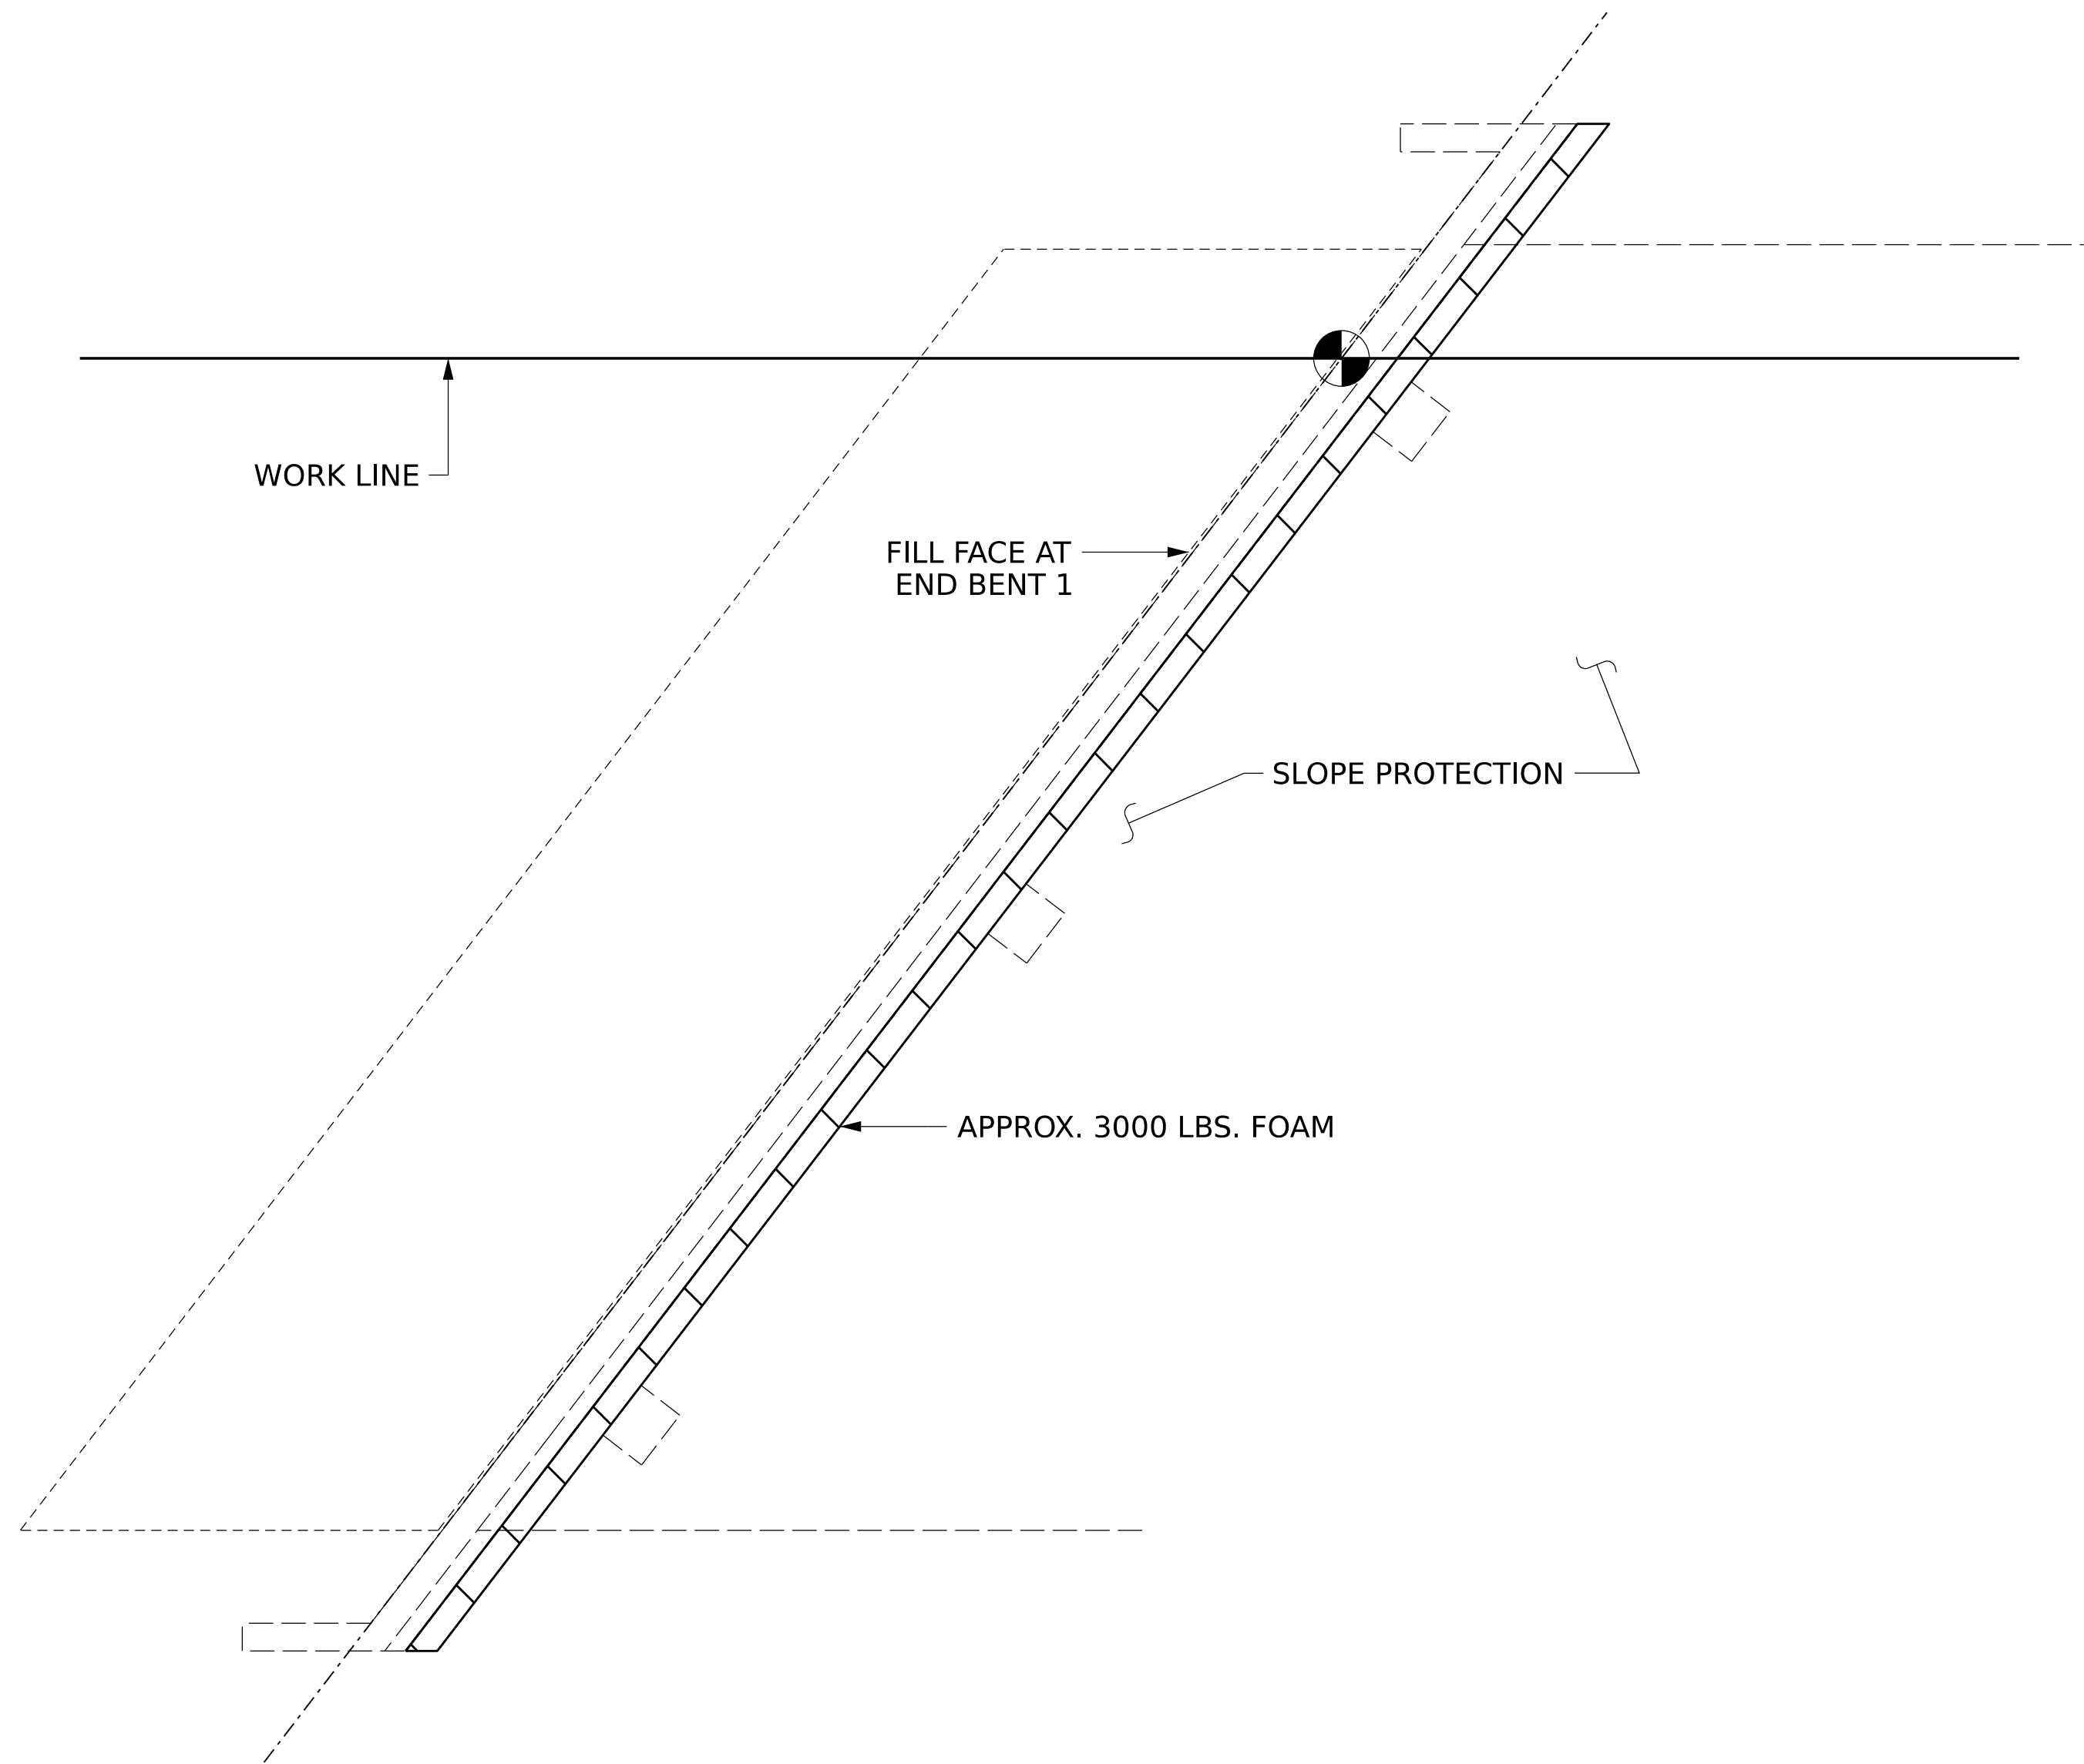 WORK LINE
FILL FACE AT
END BENT 1
SLOPE PROTECTION
APPROX. 3000 LBS. FOAM